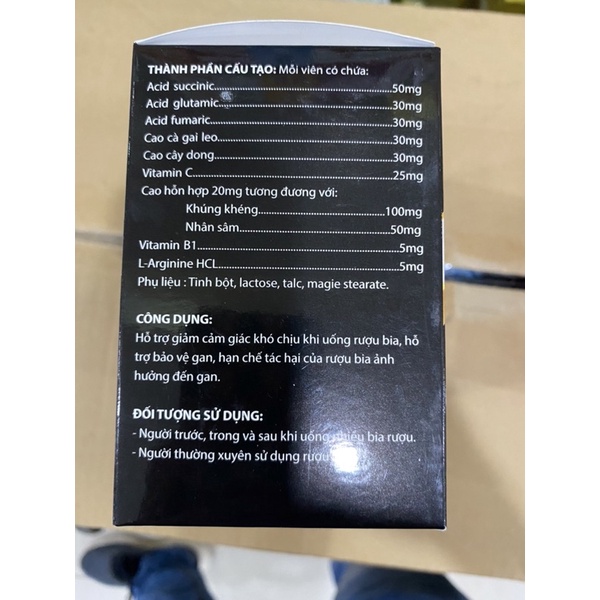 THÀNH PHẦN CẤU TẠO: Mỗi viên có chứa:
Acid succinic..................50mg
Acid glutamic..................30mg
Acid fumaric..................30mg
Cao cà gai leo..................30mg
Cao cây dong..................30mg
Vitamin C..................25mg
Cao hỗn hợp 20mg tương đương với:
Khúng khéng..................100mg
Nhân sâm..................50mg
Vitamin B1..................5mg
L-Arginine HCL..................5mg
Phụ liệu : Tinh bột, lactose, talc, magie stearate.
CÔNG DỤNG:
Hỗ trợ giảm cảm giác khó chịu khi uống rượu bia, hỗ
trợ bảo vệ gan, hạn chế tác hại của rượu bia ảnh
hưởng đến gan.
ĐỐI TƯỢNG SỬ DỤNG:
- Người trước, trong và sau khi uống nhiều bia rượu.
- Người thường xuyên sử dụng rượu